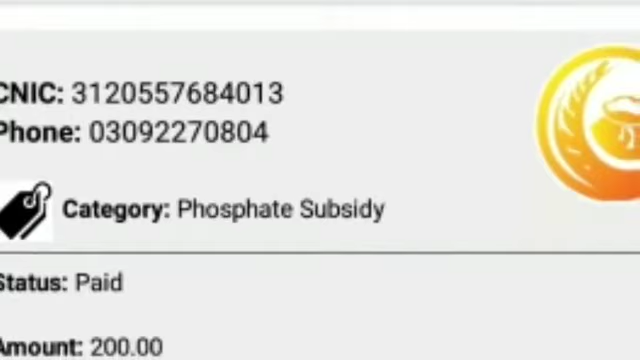 CNIC: 3120557684013
Phone: 03092270804
Category: Phosphate Subsidy
Status: Paid
Amount: 200.00